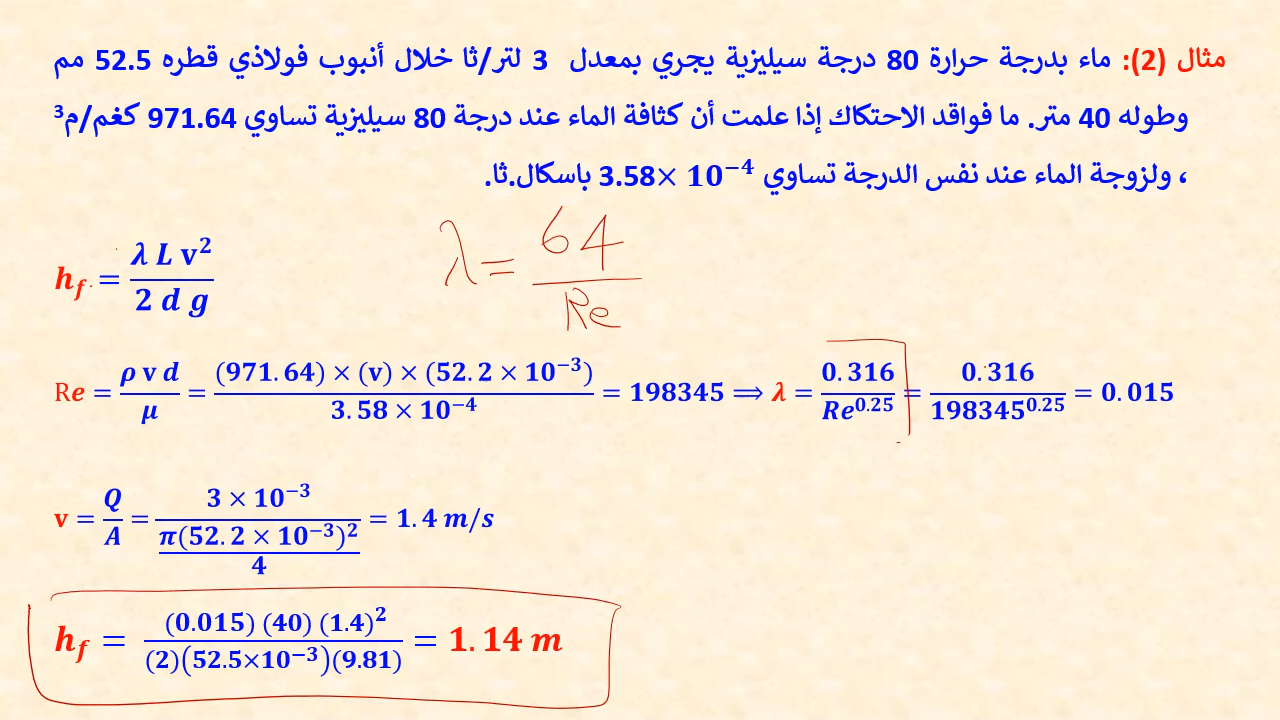 مثال (2): ماء بدرجة حرارة 80 درجة سيليزية يجري بمعدل 3 لتر/ثا خلال أنبوب فولاذي قطره 52.5 مم
وطوله 40 متر. ما فواقد الاحتكاك إذا علمت أن كثافة الماء عند درجة 80 سيليزية تساوي 971.64 كغم/م³
، ولزوجة الماء عند نفس الدرجة تساوي 3.58× 10⁻⁴ باسكال.ثا.
λ = 64 / Re
h_f = λ L v² / 2 d g
Re = ρ v d / μ = (971.64) × (v) × (52.2 × 10⁻³) / 3.58 × 10⁻⁴ = 198345 ⟹ λ = 0.316 / Re^0.25 = 0.316 / 198345^0.25 = 0.015
v = Q / A = 3 × 10⁻³ / (π(52.2 × 10⁻³)² / 4) = 1.4 m/s
h_f = (0.015) (40) (1.4)² / (2)(52.5×10⁻³)(9.81) = 1.14 m